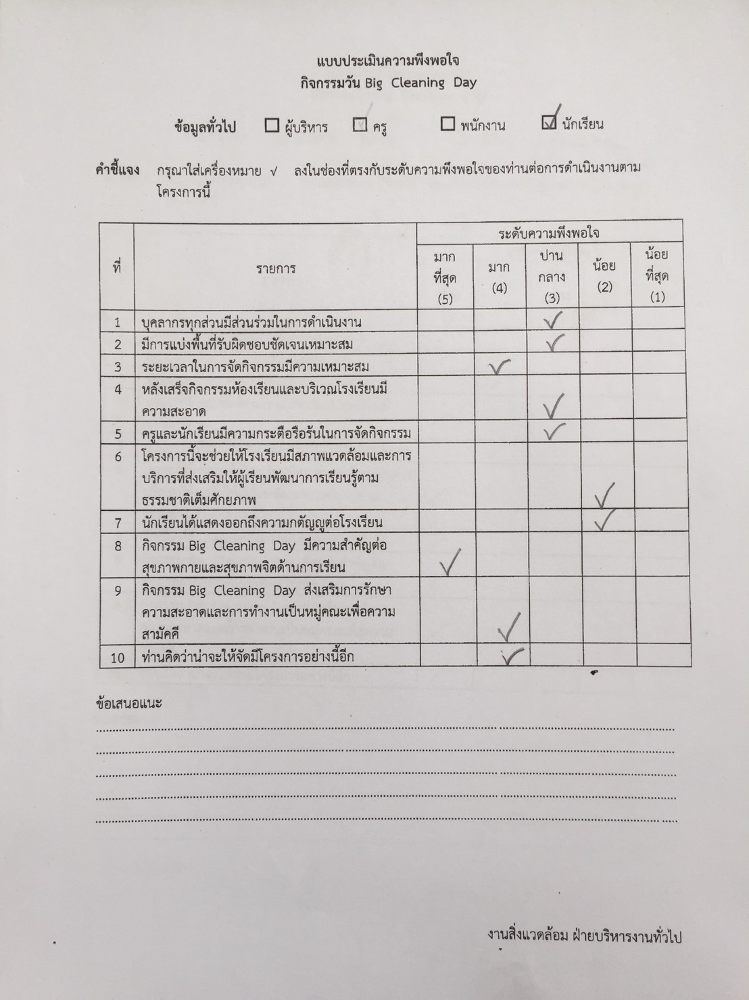 แบบประเมินความพึงพอใจ
กิจกรรมวัน Big Cleaning Day
ข้อมูลทั่วไป ☐ ผู้บริหาร ☐ ครู ☐ พนักงาน ☑ นักเรียน
คำชี้แจง กรุณาใส่เครื่องหมาย √ ลงในช่องที่ตรงกับระดับความพึงพอใจของท่านต่อการดำเนินงานตาม
โครงการนี้
ที่ รายการ ระดับความพึงพอใจ
มากที่สุด (5) มาก (4) ปานกลาง (3) น้อย (2) น้อยที่สุด (1)
1 บุคลากรทุกส่วนมีส่วนร่วมในการดำเนินงาน ✓
2 มีการแบ่งพื้นที่รับผิดชอบชัดเจนเหมาะสม ✓
3 ระยะเวลาในการจัดกิจกรรมมีความเหมาะสม ✓
4 หลังเสร็จกิจกรรมห้องเรียนและบริเวณโรงเรียนมี
ความสะอาด ✓
5 ครูและนักเรียนมีความกระตือรือร้นในการจัดกิจกรรม ✓
6 โครงการนี้จะช่วยให้โรงเรียนมีสภาพแวดล้อมและการ
บริการที่ส่งเสริมให้ผู้เรียนพัฒนาการเรียนรู้ตาม
ธรรมชาติเต็มศักยภาพ ✓
7 นักเรียนได้แสดงออกถึงความกตัญญูต่อโรงเรียน ✓
8 กิจกรรม Big Cleaning Day มีความสำคัญต่อ
สุขภาพกายและสุขภาพจิตด้านการเรียน ✓
9 กิจกรรม Big Cleaning Day ส่งเสริมการรักษา
ความสะอาดและการทำงานเป็นหมู่คณะเพื่อความ
สามัคคี ✓
10 ท่านคิดว่าน่าจะให้จัดมีโครงการอย่างนี้อีก ✓
ข้อเสนอแนะ
งานสิ่งแวดล้อม ฝ่ายบริหารงานทั่วไป